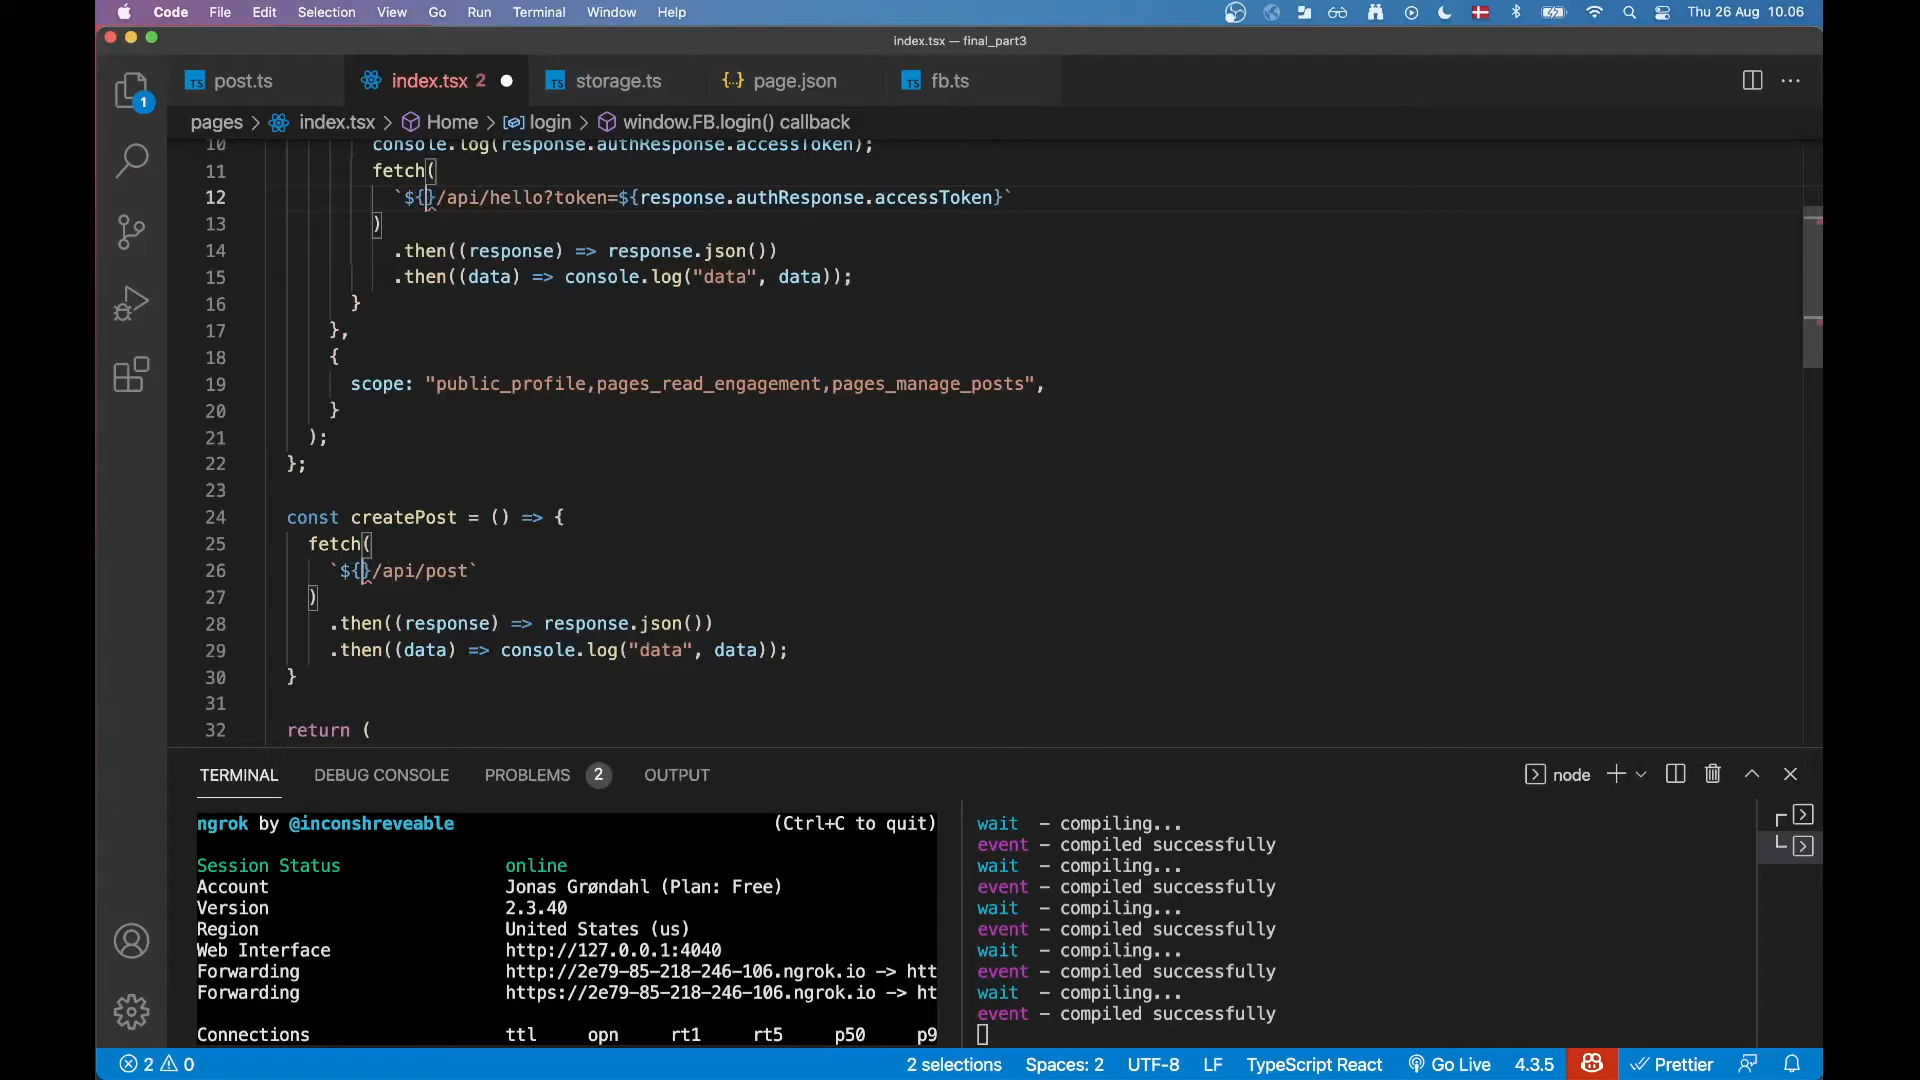 Code File Edit Selection View Go Run Terminal Window Help Thu 26 Aug 10.06
index.tsx — final_part3
post.ts index.tsx 2 storage.ts page.json fb.ts
pages > index.tsx > Home > login > window.FB.login() callback
1
10 console.log(response.authResponse.accessToken);
11 fetch(
12 `${}/api/hello?token=${response.authResponse.accessToken}`
13 )
14 .then((response) => response.json())
15 .then((data) => console.log("data", data));
16 }
17 },
18 {
19 scope: "public_profile,pages_read_engagement,pages_manage_posts",
20 }
21 );
22 };
23
24 const createPost = () => {
25 fetch(
26 `${}/api/post`
27 )
28 .then((response) => response.json())
29 .then((data) => console.log("data", data));
30 }
31
32 return (
TERMINAL DEBUG CONSOLE PROBLEMS 2 OUTPUT node
ngrok by @inconshreveable (Ctrl+C to quit)
Session Status online
Account Jonas Grøndahl (Plan: Free)
Version 2.3.40
Region United States (us)
Web Interface http://127.0.0.1:4040
Forwarding http://2e79-85-218-246-106.ngrok.io -> htt
Forwarding https://2e79-85-218-246-106.ngrok.io -> ht
Connections ttl opn rt1 rt5 p50 p9
wait - compiling...
event - compiled successfully
wait - compiling...
event - compiled successfully
wait - compiling...
event - compiled successfully
wait - compiling...
event - compiled successfully
wait - compiling...
event - compiled successfully
2 0 2 selections Spaces: 2 UTF-8 LF TypeScript React Go Live 4.3.5 Prettier